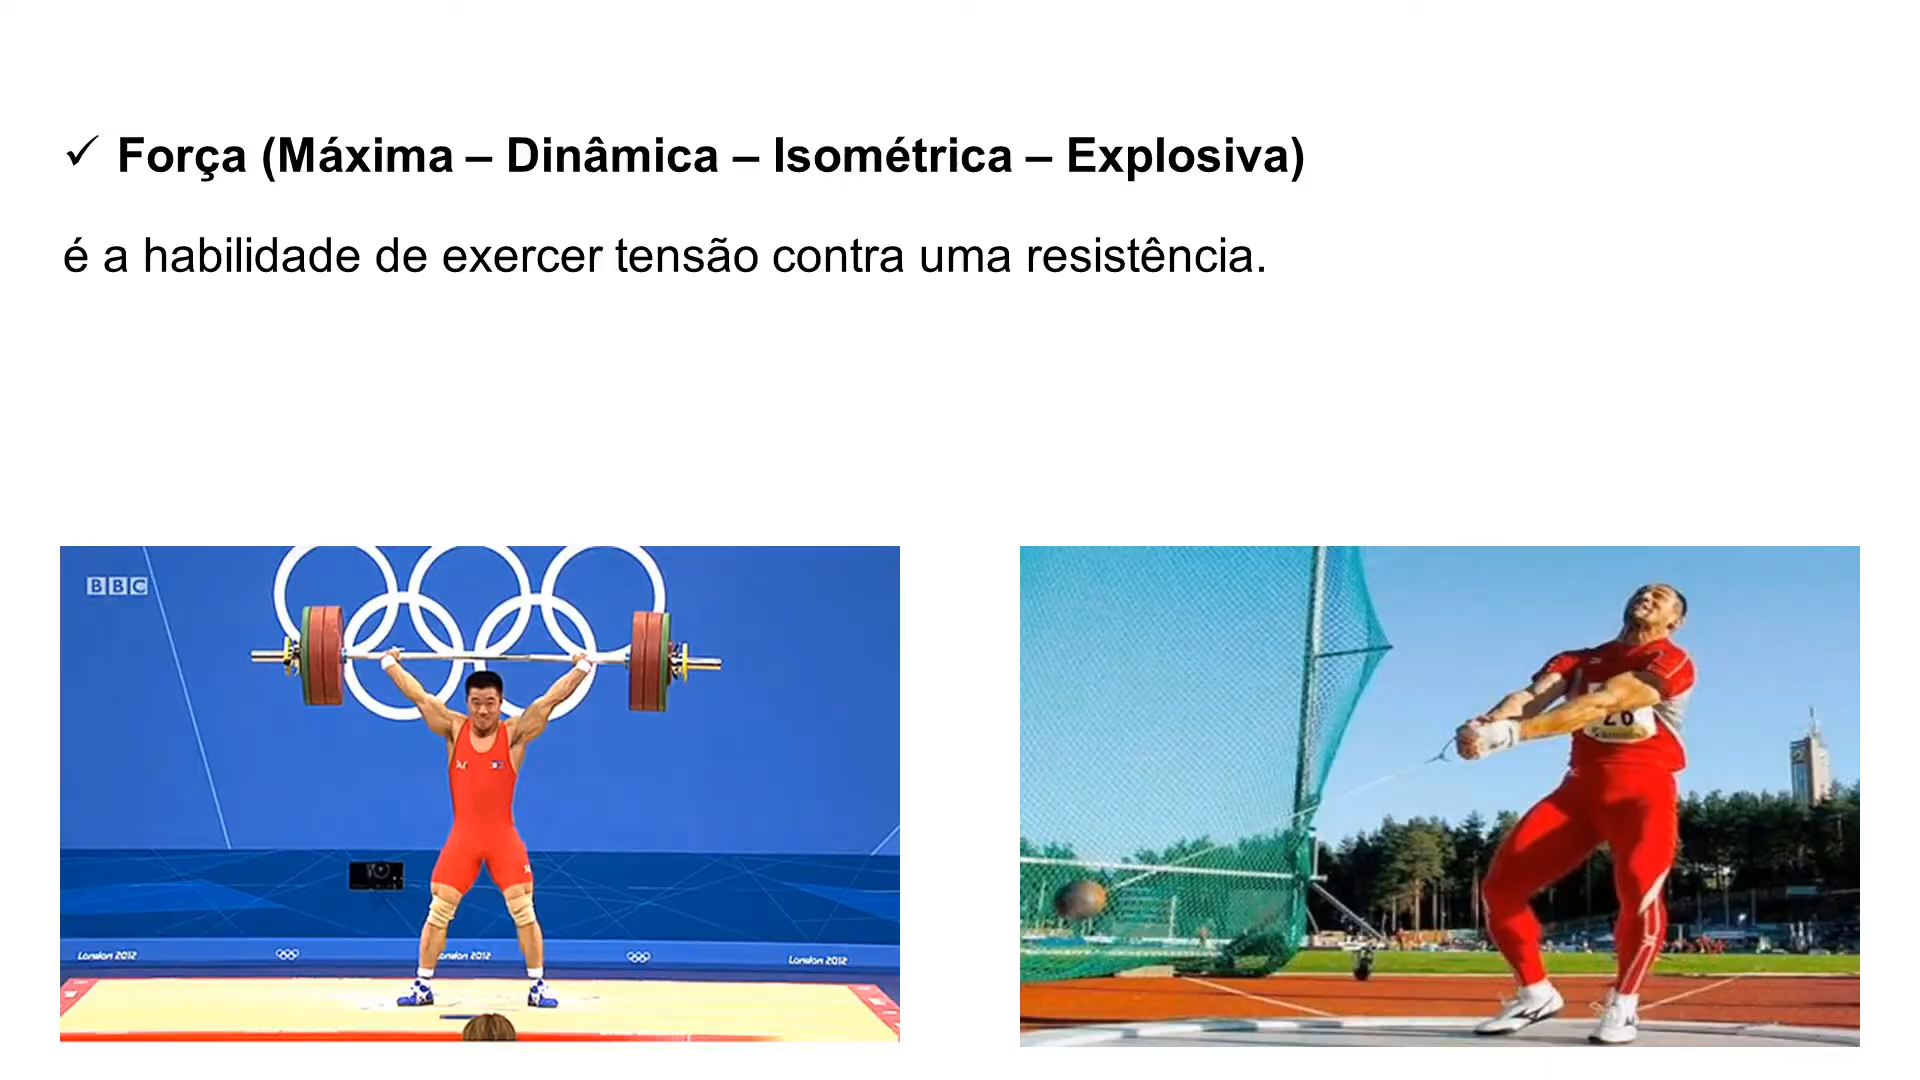 ✓ Força (Máxima – Dinâmica – Isométrica – Explosiva)
é a habilidade de exercer tensão contra uma resistência.
BBC
26
London 2012
London 2012
London 2012